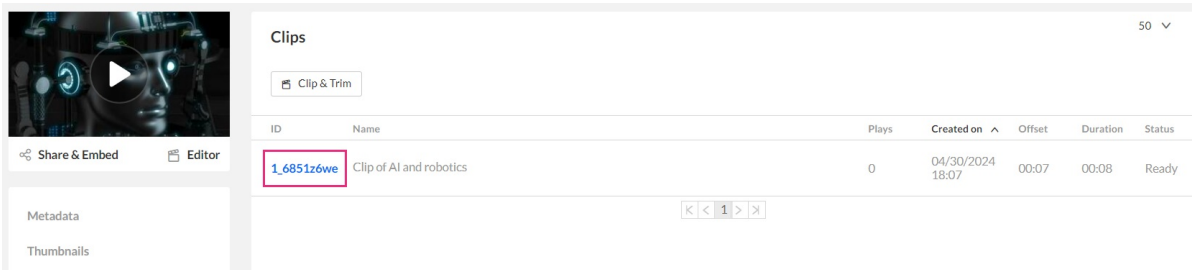 Clips
50
Clip & Trim
ID Name Plays Created on Offset Duration Status
Share & Embed Editor
1_6851z6we Clip of AI and robotics 0 04/30/2024 00:07 00:08 Ready
18:07
1
Metadata
Thumbnails